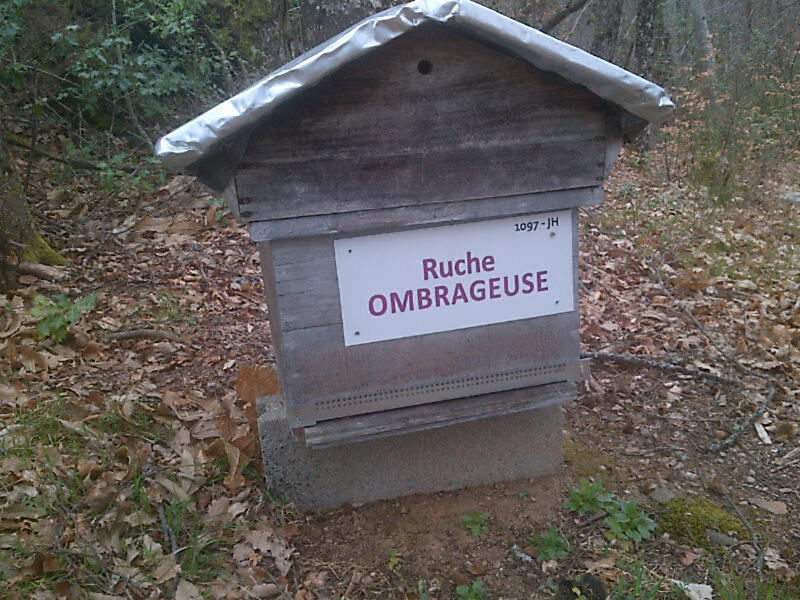 1097 - JH
Ruche
OMBRAGEUSE